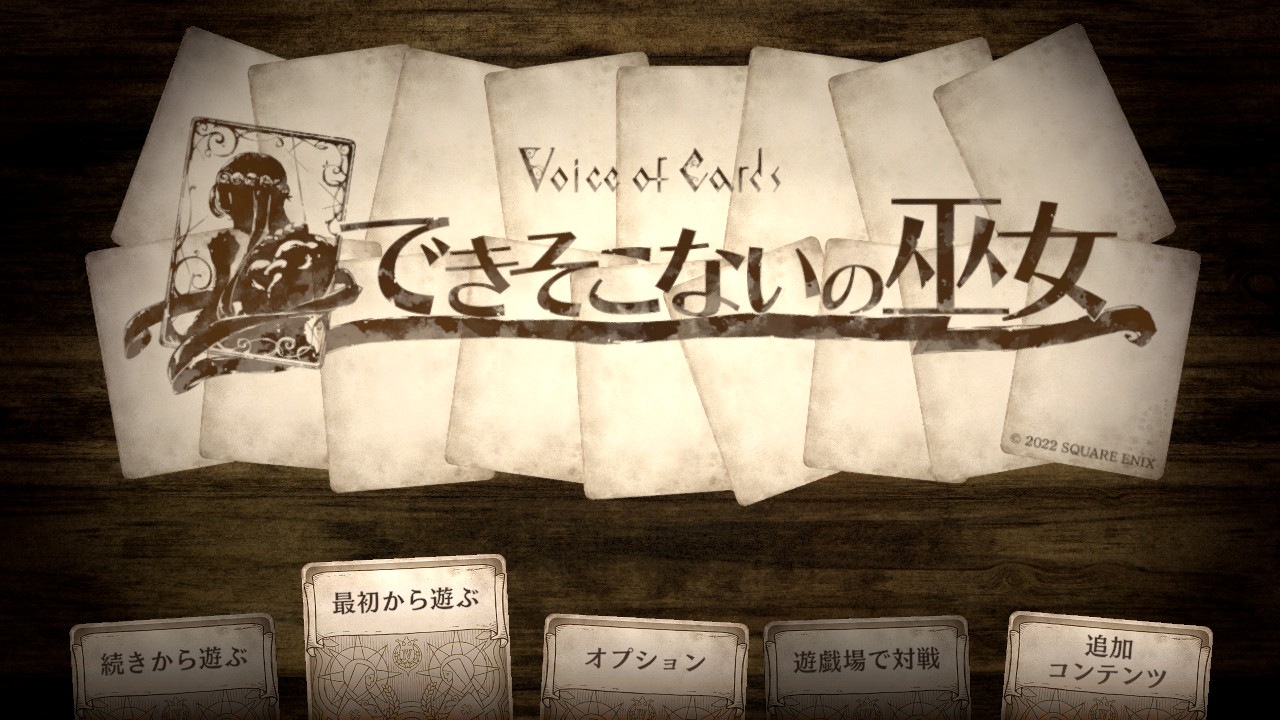 Voice of Cards
できそこないの巫女
© 2022 SQUARE ENIX
続きから遊ぶ
最初から遊ぶ
オプション
遊戯場で対戦
追加
コンテンツ